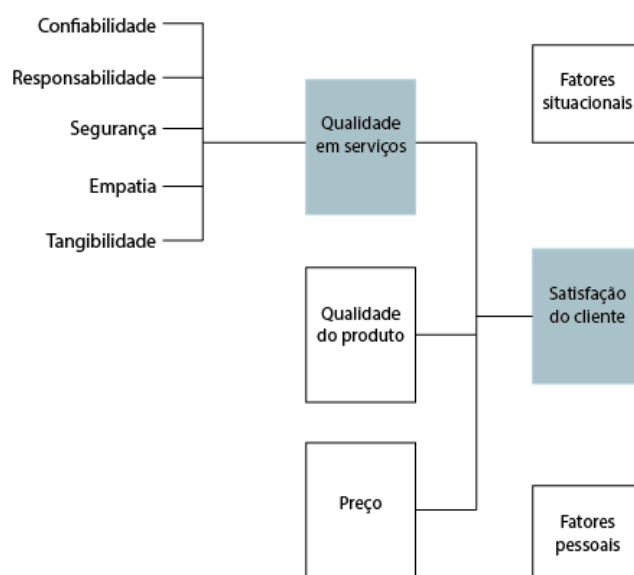 Confiabilidade
Responsabilidade
Segurança
Empatia
Tangibilidade
Qualidade
em serviços
Qualidade
do produto
Preço
Fatores
situacionais
Satisfação
do cliente
Fatores
pessoais